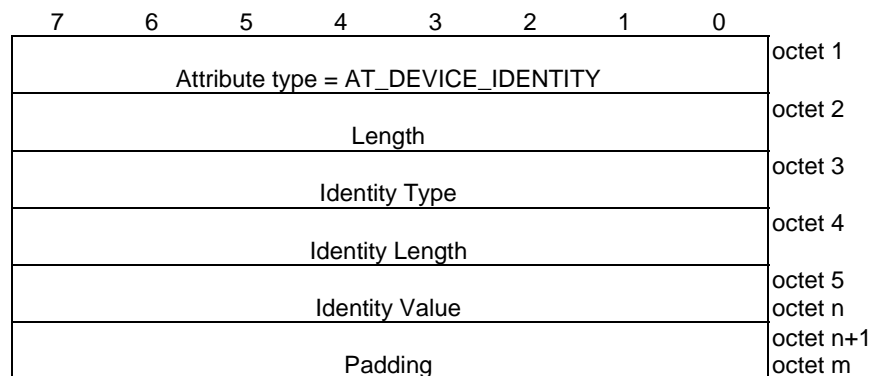 7 6 5 4 3 2 1 0
octet 1
Attribute type = AT_DEVICE_IDENTITY
octet 2
Length
octet 3
Identity Type
octet 4
Identity Length
octet 5
Identity Value octet n
octet n+1
Padding octet m